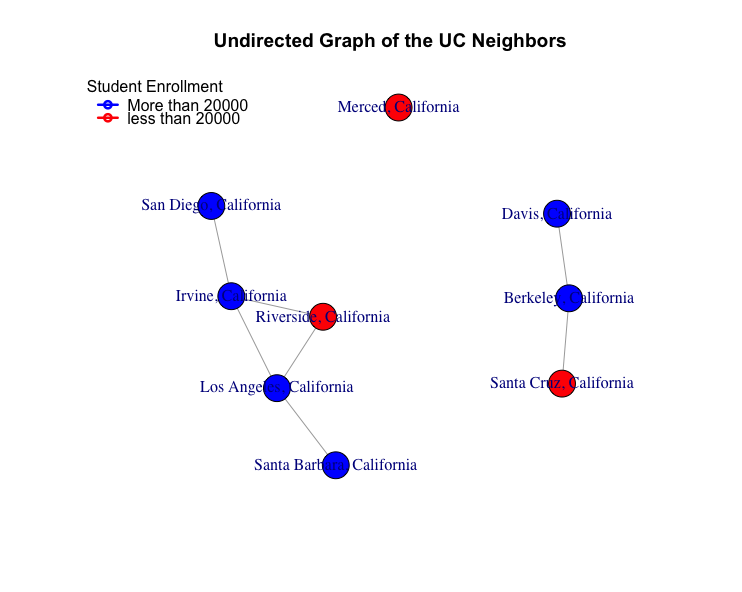 Undirected Graph of the UC Neighbors
Student Enrollment
More than 20000
less than 20000
Merced, California
San Diego, California
Davis, California
Irvine, California
Berkeley, California
Riverside, California
Los Angeles, California
Santa Cruz, California
Santa Barbara, California